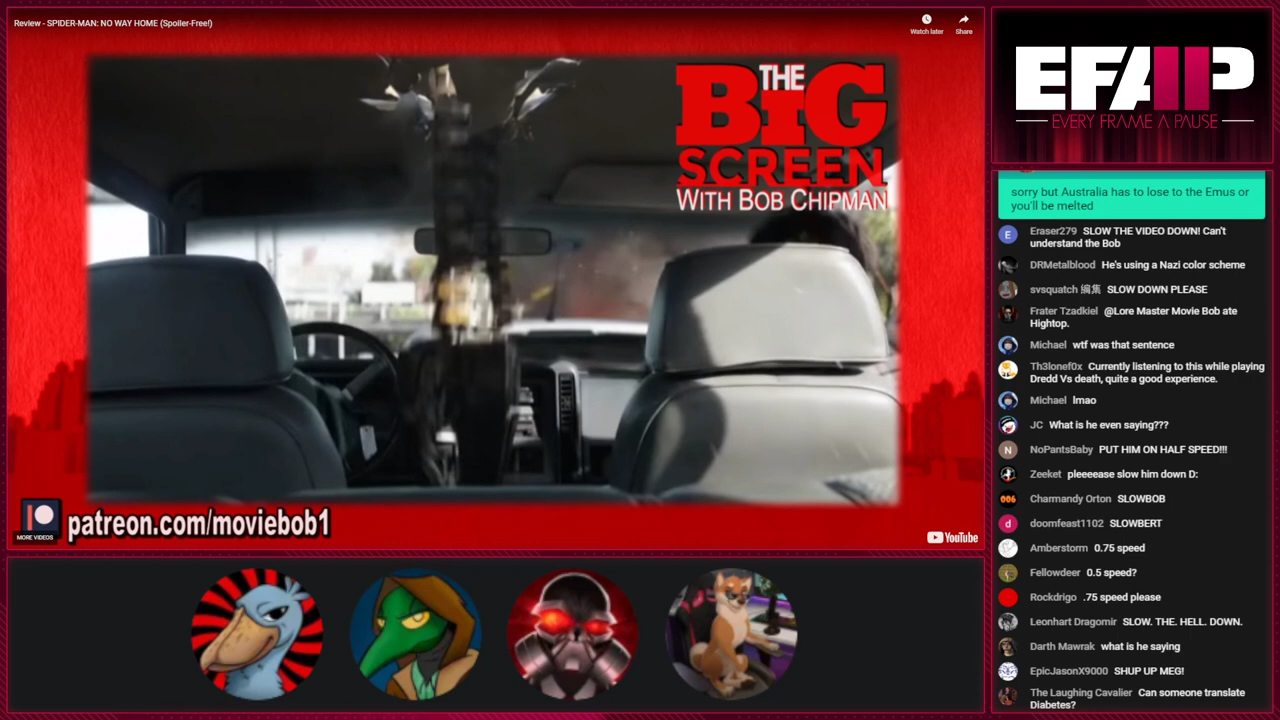 Review - SPIDER-MAN: NO WAY HOME (Spoiler-Free!)
Watch later
Share
THE
BIG
SCREEN
WITH BOB CHIPMAN
MORE VIDEOS
patreon.com/moviebob1
YouTube
EFAP
EVERY FRAME A PAUSE
sorry but Australia has to lose to the Emus or
you'll be melted
E
Eraser279 SLOW THE VIDEO DOWN! Can't
understand the Bob
DRMetalblood He's using a Nazi color scheme
svsquatch 編集 SLOW DOWN PLEASE
Frater Tzadkiel @Lore Master Movie Bob ate
Hightop.
Michael wtf was that sentence
Th3lonef0x Currently listening to this while playing
Dredd Vs death, quite a good experience.
Michael lmao
JC What is he even saying???
N
NoPantsBaby PUT HIM ON HALF SPEED!!!
Zeeket pleeeease slow him down D:
Charmandy Orton SLOWBOB
d
doomfeast1102 SLOWBERT
Amberstorm 0.75 speed
Fellowdeer 0.5 speed?
Rockdrigo .75 speed please
Leonhart Dragomir SLOW. THE. HELL. DOWN.
Darth Mawrak what is he saying
EpicJasonX9000 SHUP UP MEG!
The Laughing Cavalier Can someone translate
Diabetes?